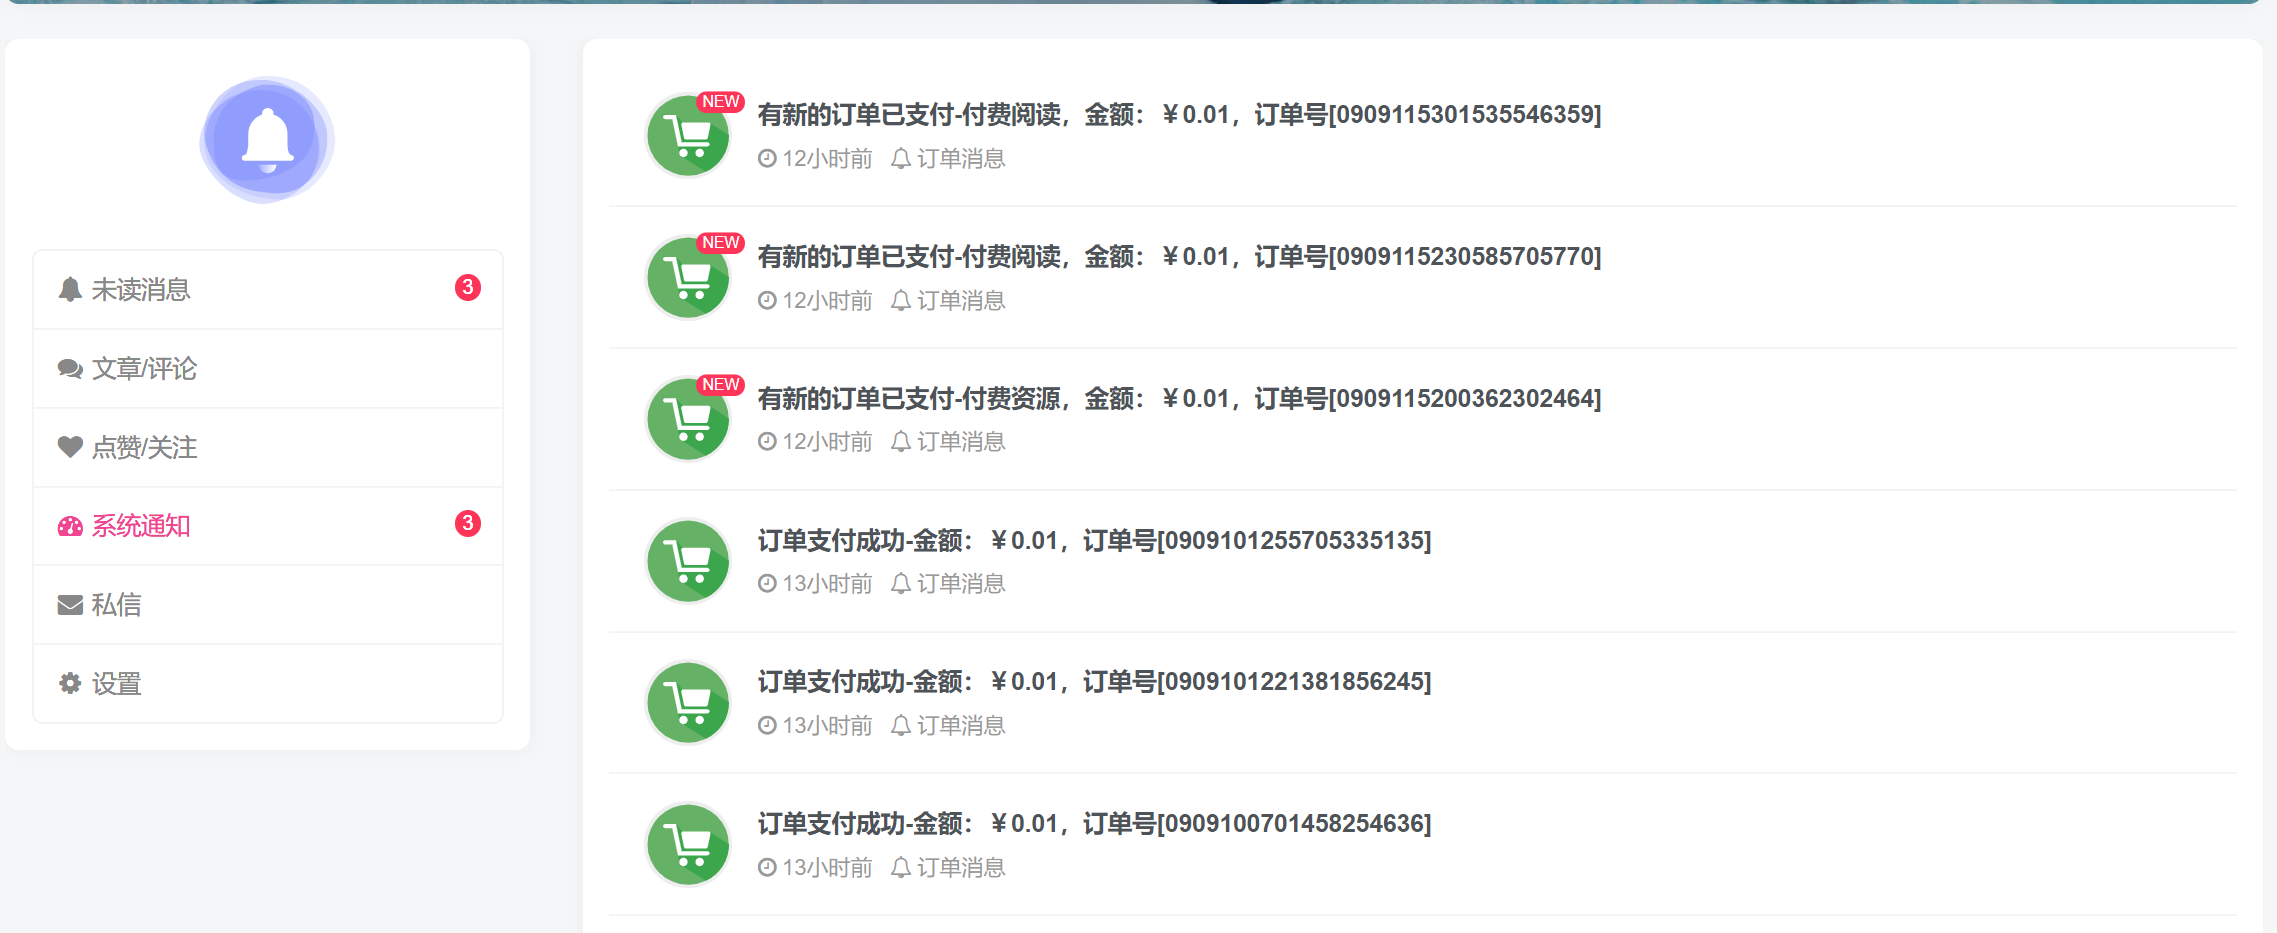 未读消息 3
文章/评论
点赞/关注
系统通知 3
私信
设置
NEW
有新的订单已支付-付费阅读，金额：￥0.01，订单号[0909115301535546359]
12小时前 订单消息
NEW
有新的订单已支付-付费阅读，金额：￥0.01，订单号[0909115230585705770]
12小时前 订单消息
NEW
有新的订单已支付-付费资源，金额：￥0.01，订单号[0909115200362302464]
12小时前 订单消息
订单支付成功-金额：￥0.01，订单号[0909101255705335135]
13小时前 订单消息
订单支付成功-金额：￥0.01，订单号[0909101221381856245]
13小时前 订单消息
订单支付成功-金额：￥0.01，订单号[0909100701458254636]
13小时前 订单消息